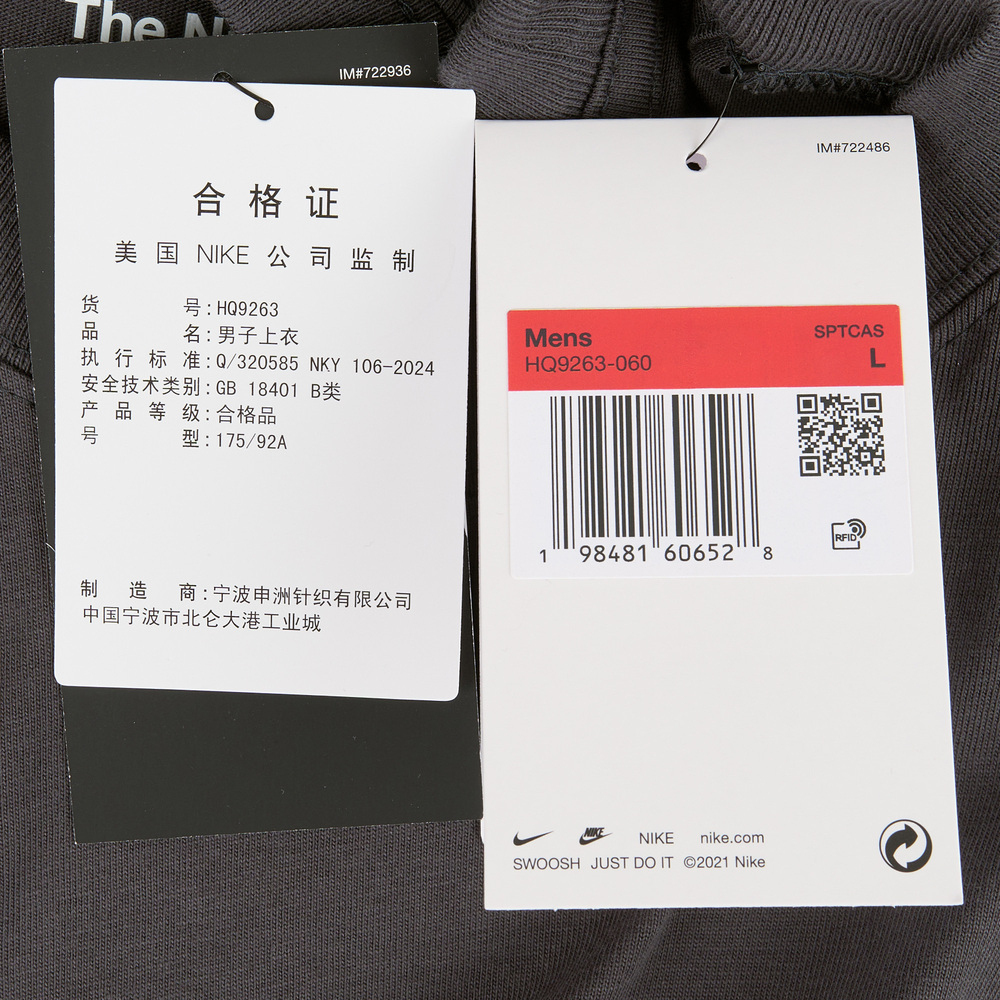 The N
IM#722936
合格证
美国 NIKE 公司监制
货号:HQ9263
品名:男子上衣
执行标准:Q/320585 NKY 106-2024
安全技术类别:GB 18401 B类
产品等级:合格品
号型:175/92A
制造商:宁波申洲针织有限公司
中国宁波市北仑大港工业城
IM#722486
Mens SPTCAS
HQ9263-060 L
RFID
1 98481 60652 8
NIKE NIKE nike.com
SWOOSH JUST DO IT ©2021 Nike